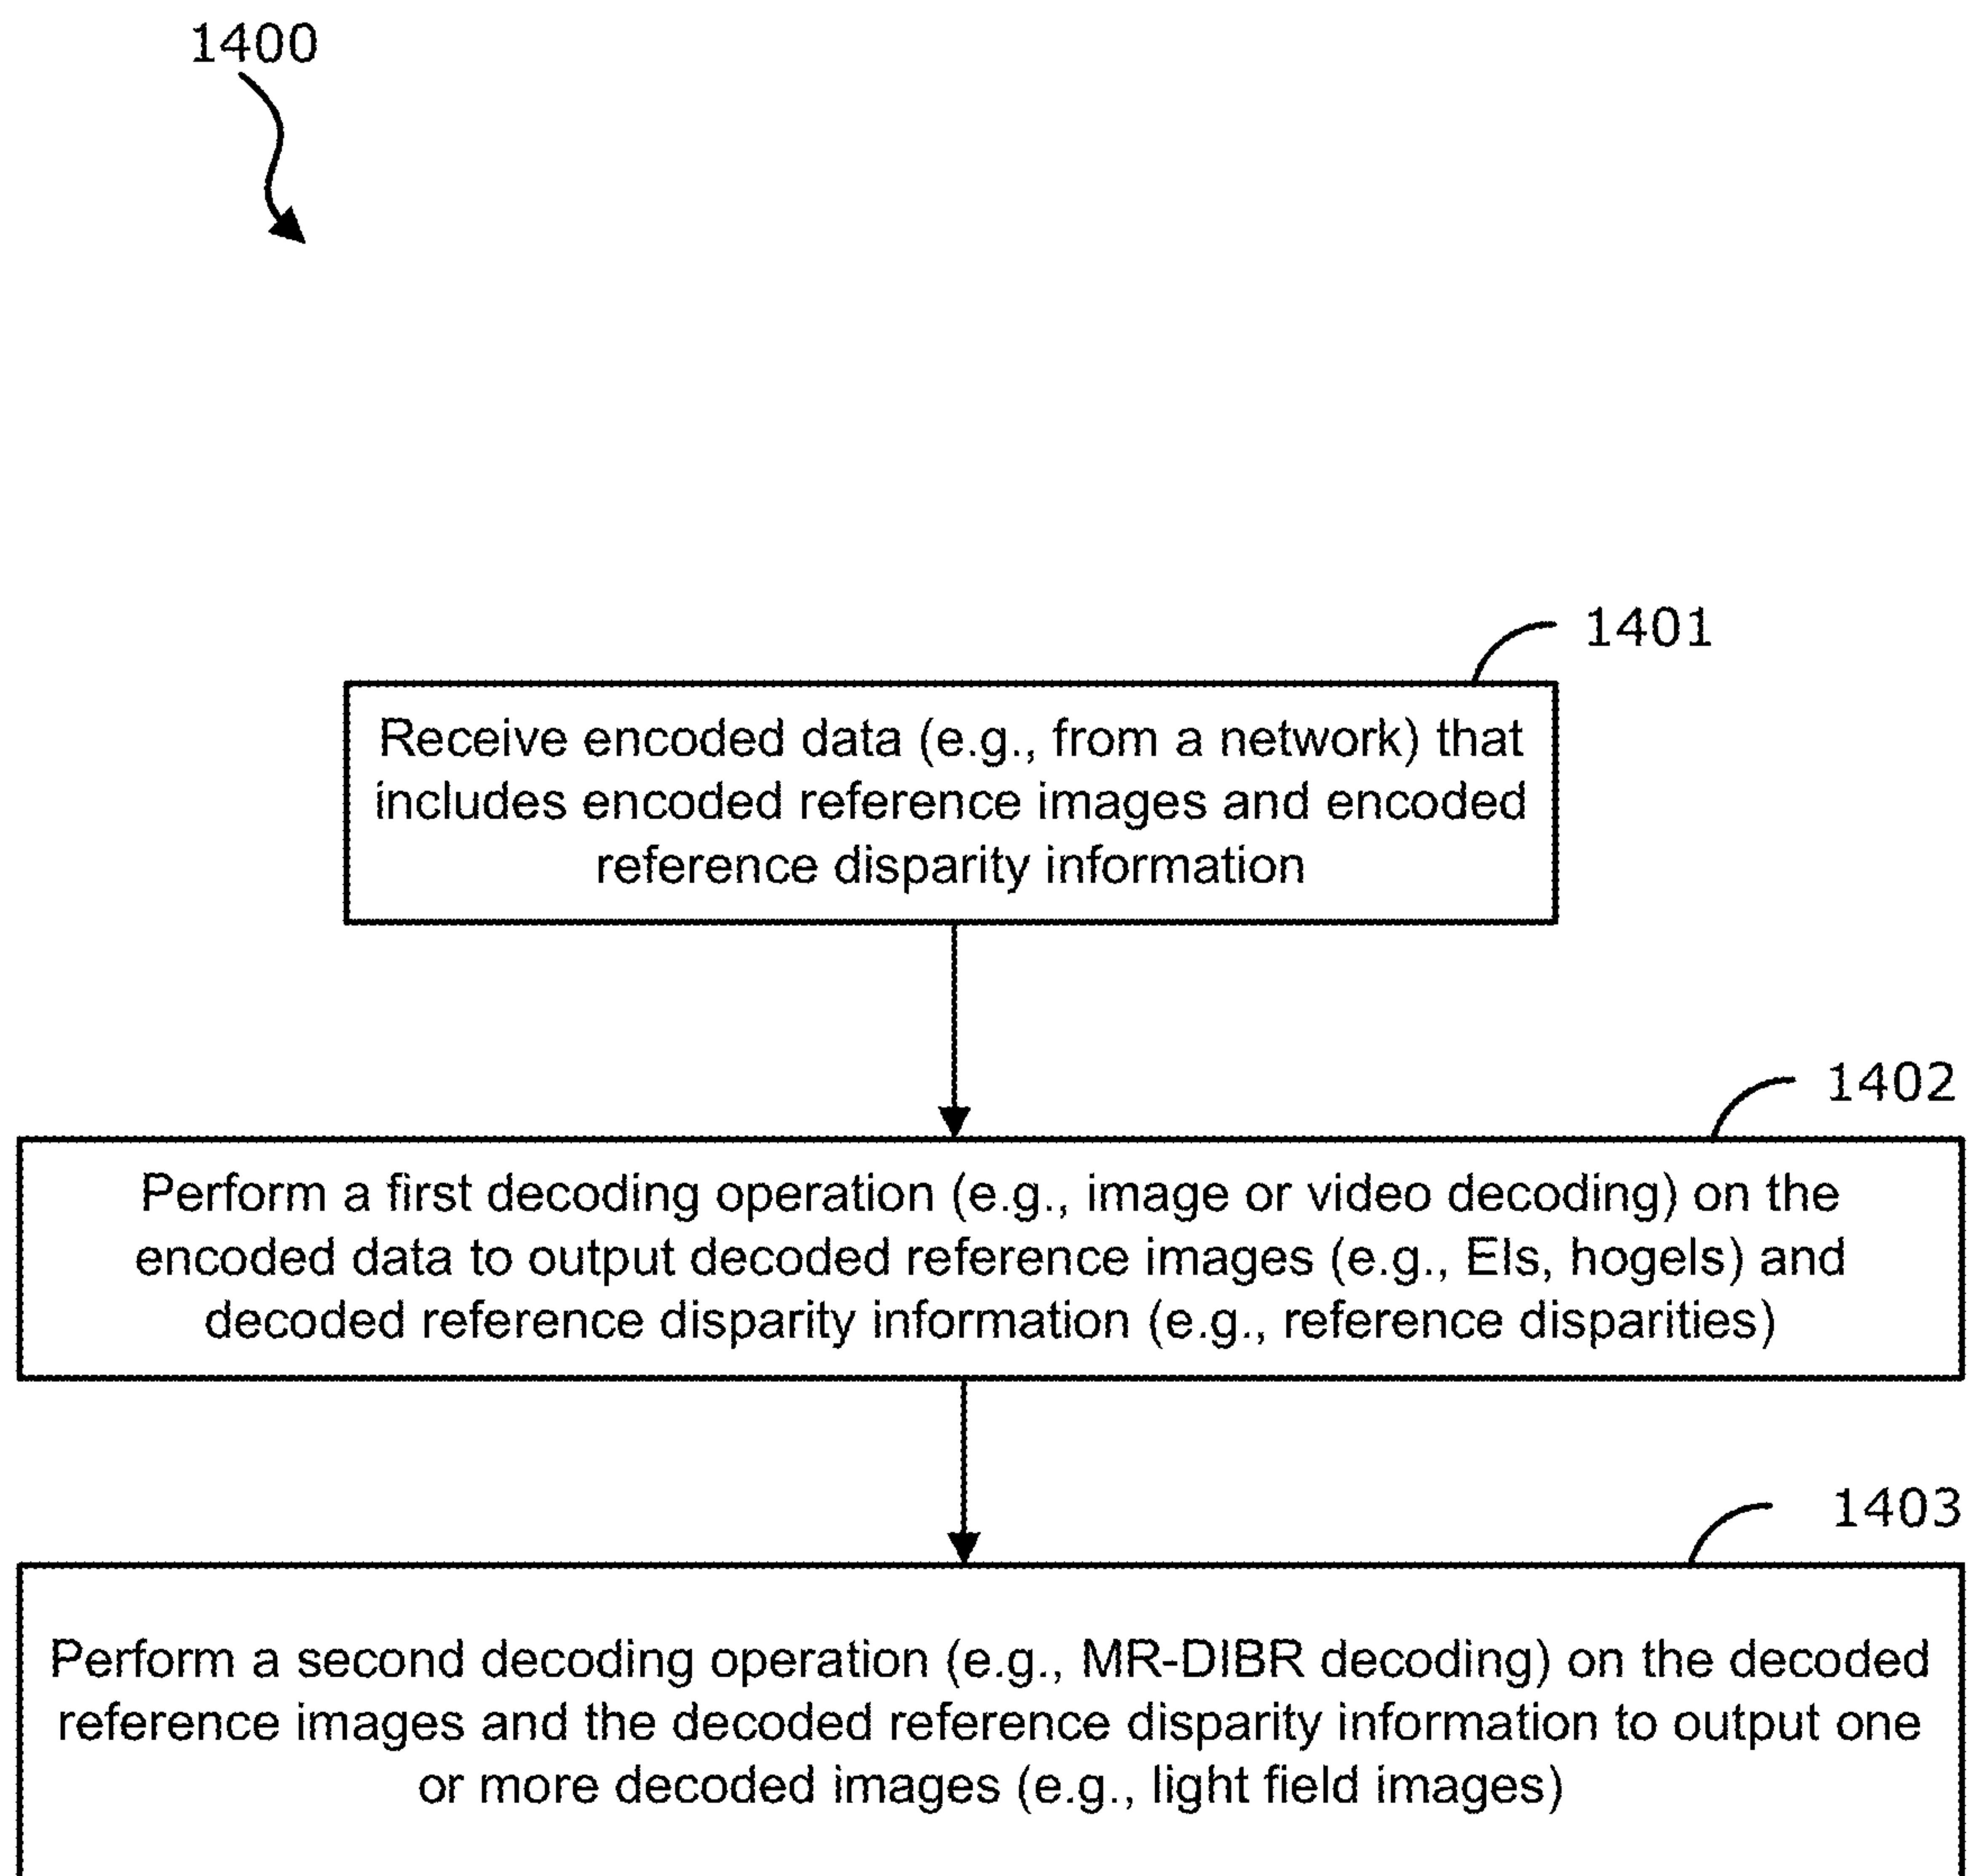 1400
1401
Receive encoded data (e.g., from a network) that
includes encoded reference images and encoded
reference disparity information
1402
Perform a first decoding operation (e.g., image or video decoding) on the
encoded data to output decoded reference images (e.g., EIs, hogels) and
decoded reference disparity information (e.g., reference disparities)
1403
Perform a second decoding operation (e.g., MR-DIBR decoding) on the decoded
reference images and the decoded reference disparity information to output one
or more decoded images (e.g., light field images)